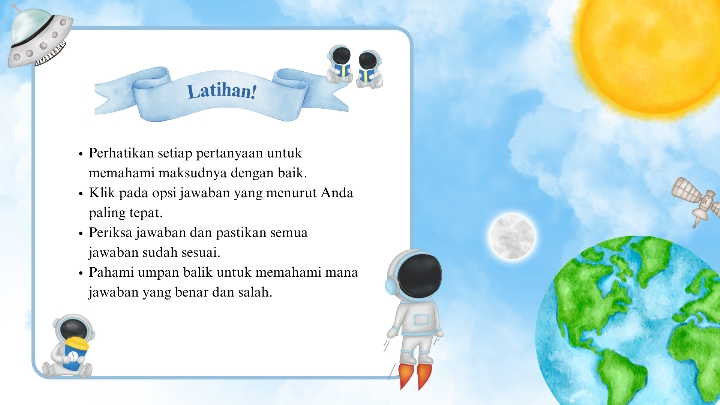 Latihan!
• Perhatikan setiap pertanyaan untuk
memahami maksudnya dengan baik.
• Klik pada opsi jawaban yang menurut Anda
paling tepat.
• Periksa jawaban dan pastikan semua
jawaban sudah sesuai.
• Pahami umpan balik untuk memahami mana
jawaban yang benar dan salah.